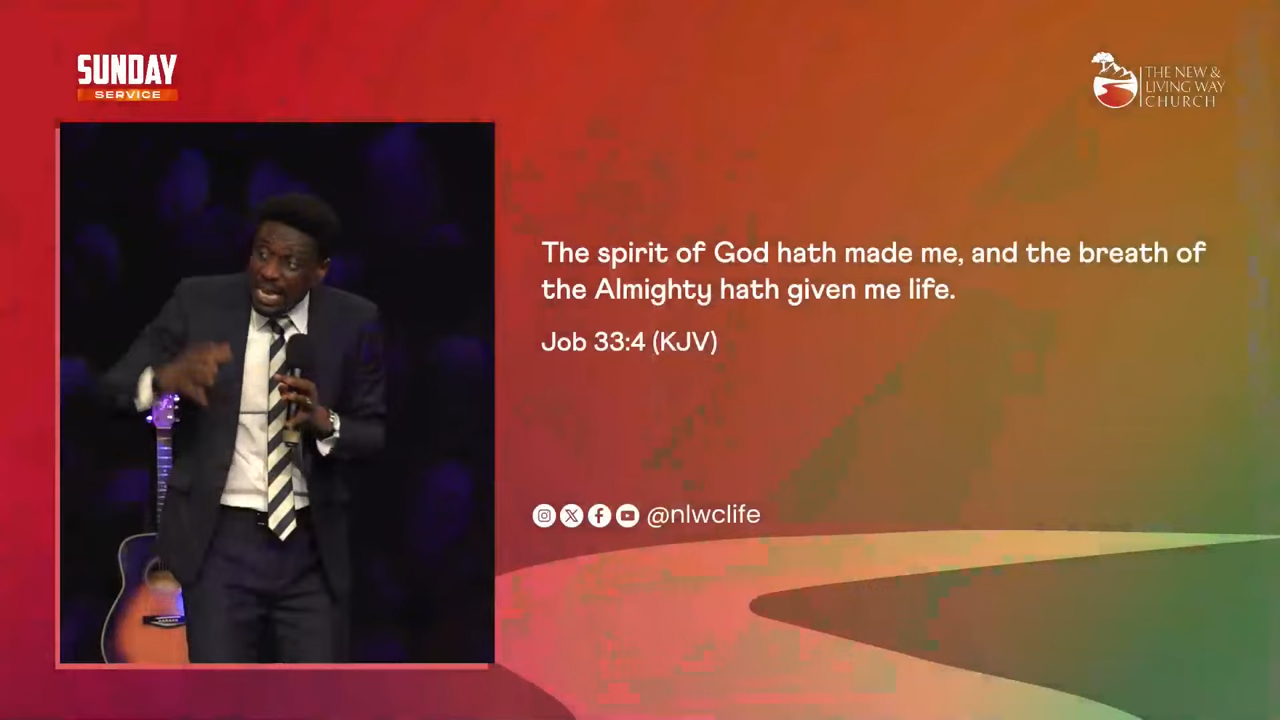 SUNDAY
SERVICE
THE NEW &
LIVING WAY
CHURCH
The spirit of God hath made me, and the breath of
the Almighty hath given me life.
Job 33:4 (KJV)
@nlwclife